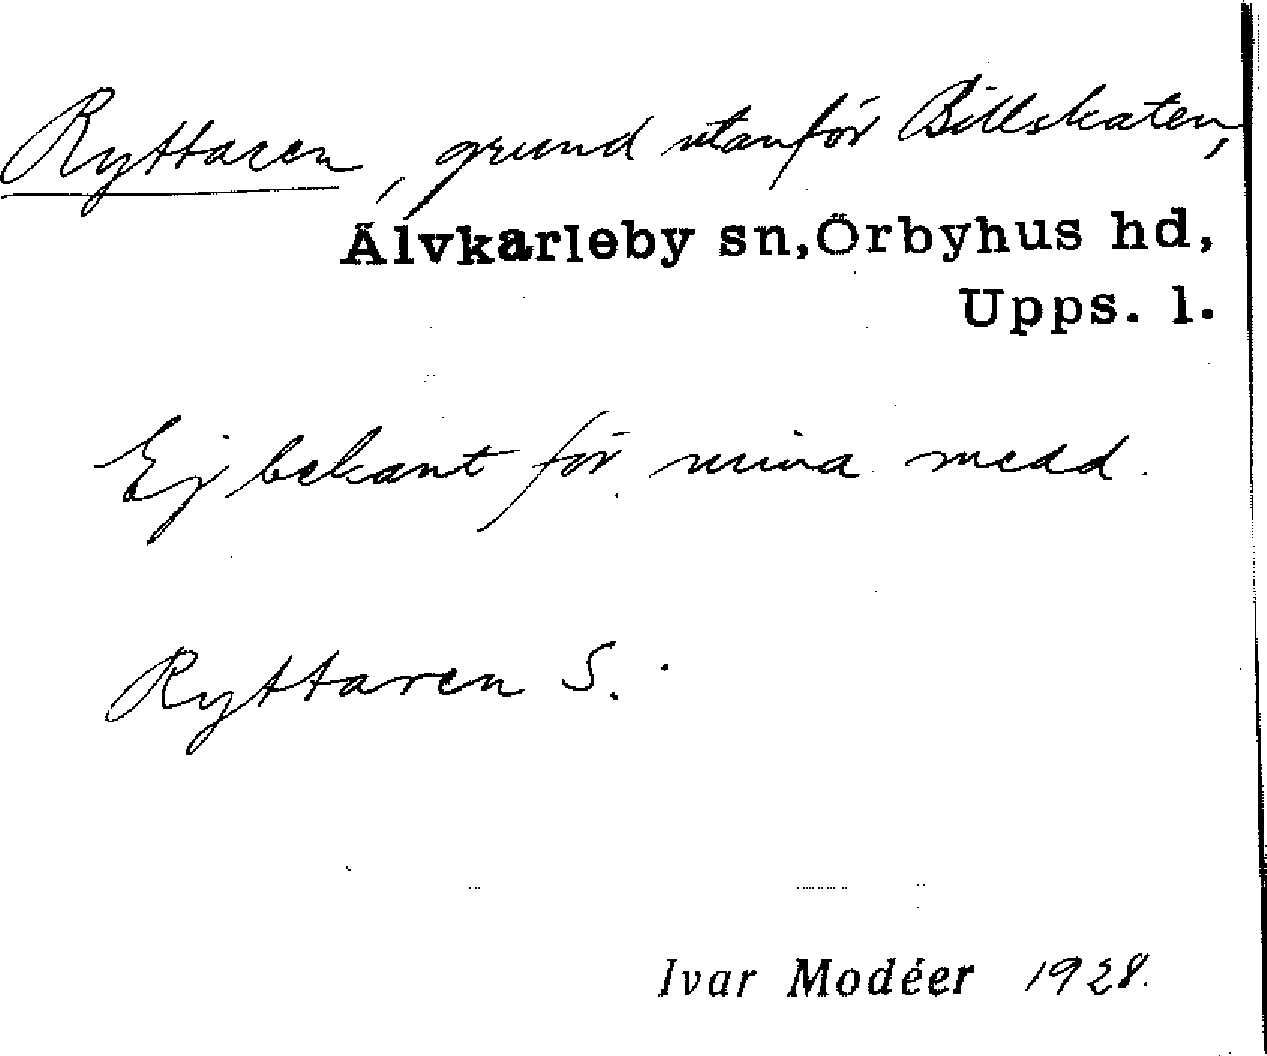 Ryttaren, grund utanför Billskaten,
Älvkarleby sn, Örbyhus hd,
Upps. l.
Ej bekant för mina medd.
Ryttaren S.
Ivar Modéer 1928.